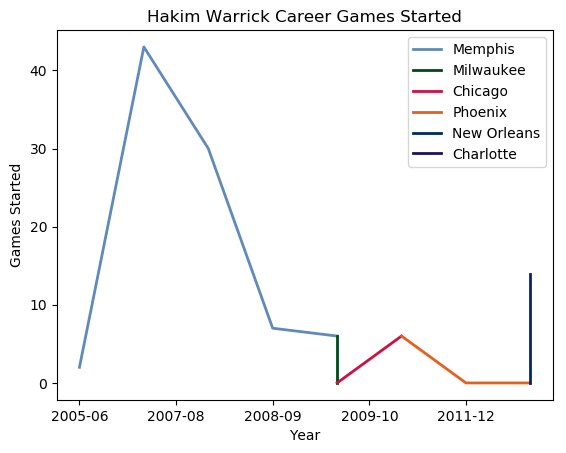 Hakim Warrick Career Games Started
Games Started
40
30
20
10
0
Memphis
Milwaukee
Chicago
Phoenix
New Orleans
Charlotte
2005-06 2007-08 2008-09 2009-10 2011-12
Year